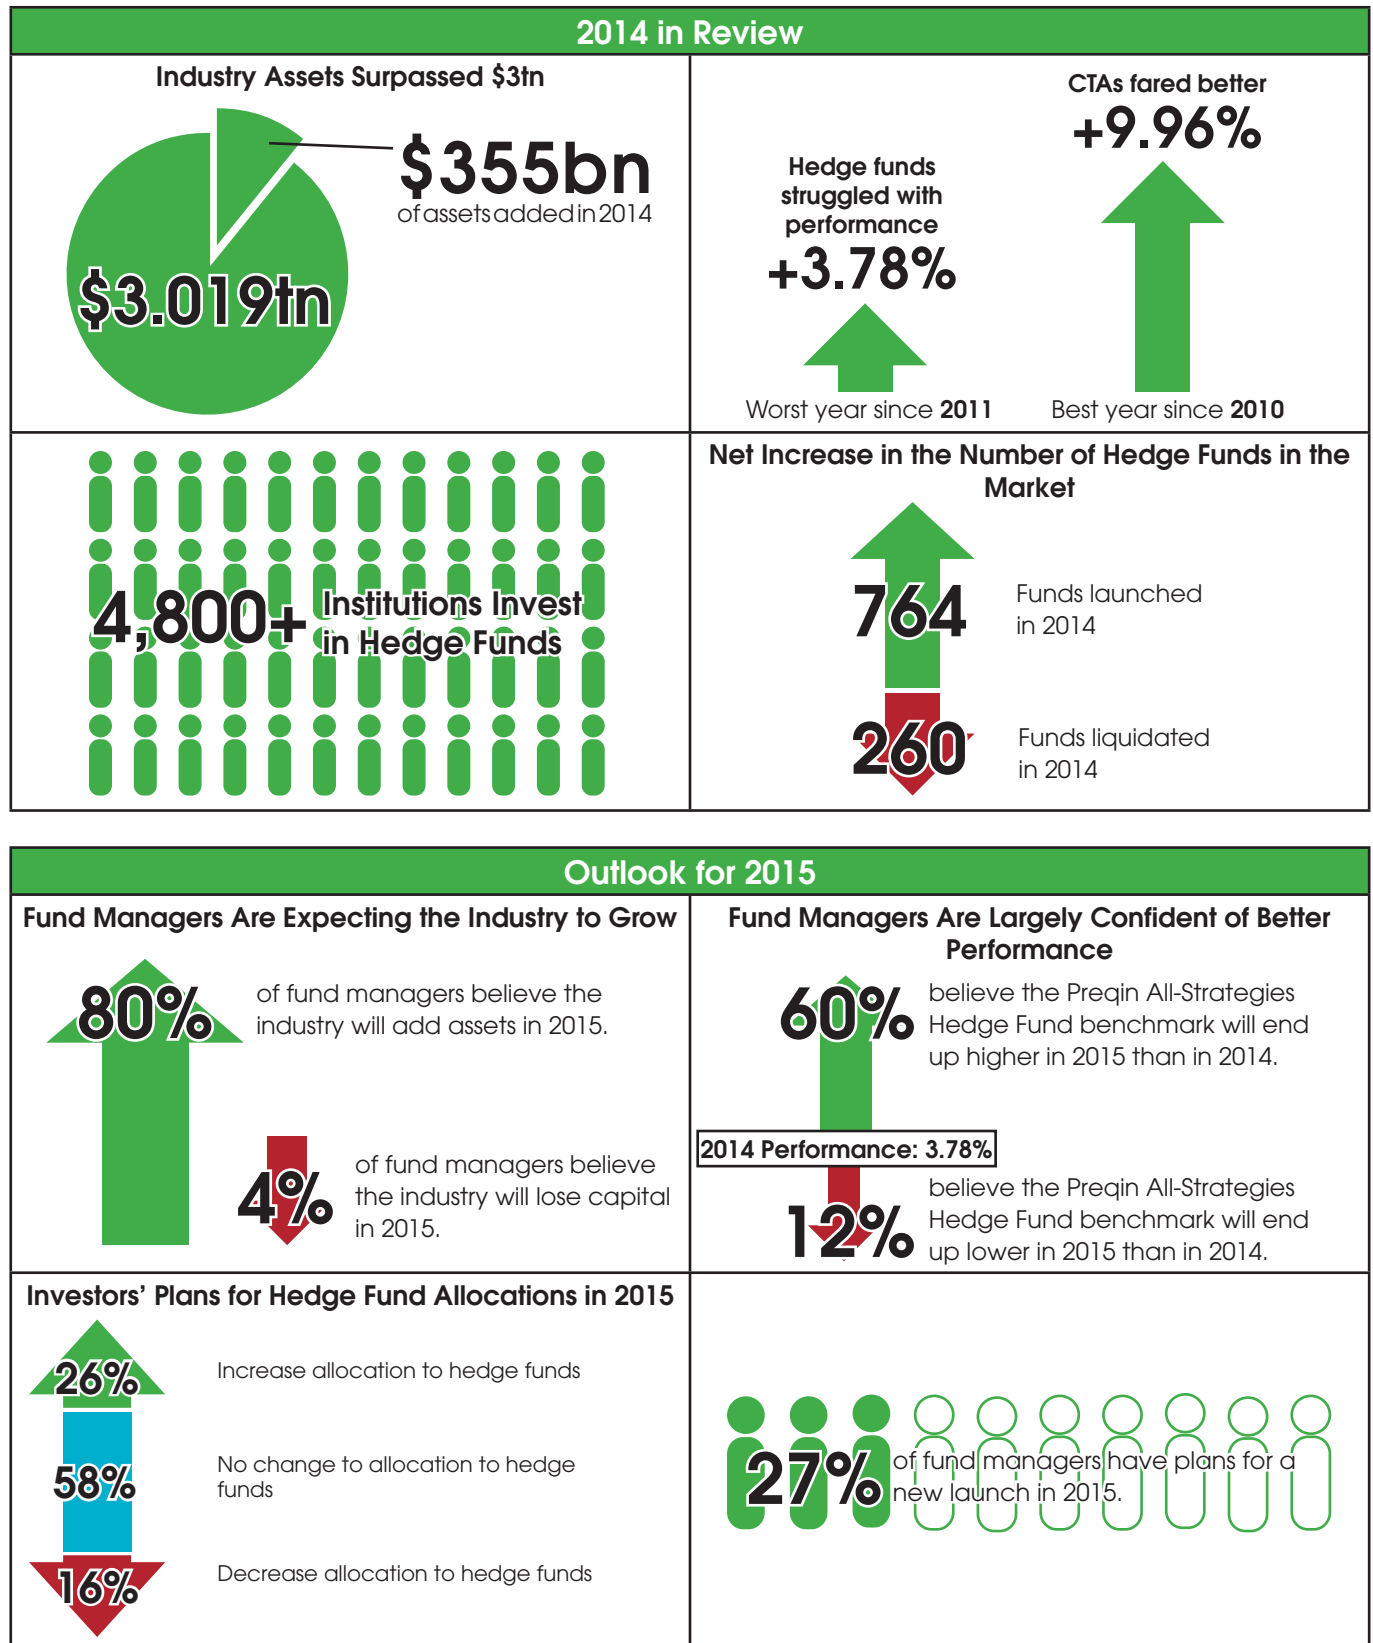 2014 in Review
Industry Assets Surpassed $3tn
$355bn
of assets added in 2014
$3.019tn
Hedge funds
struggled with
performance
+3.78%
Worst year since 2011
CTAs fared better
+9.96%
Best year since 2010
4,800+
Institutions Invest
in Hedge Funds
Net Increase in the Number of Hedge Funds in the
Market
764
Funds launched
in 2014
260
Funds liquidated
in 2014
Outlook for 2015
Fund Managers Are Expecting the Industry to Grow
80%
of fund managers believe the
industry will add assets in 2015.
4%
of fund managers believe
the industry will lose capital
in 2015.
Fund Managers Are Largely Confident of Better
Performance
60%
believe the Preqin All-Strategies
Hedge Fund benchmark will end
up higher in 2015 than in 2014.
2014 Performance: 3.78%
12%
believe the Preqin All-Strategies
Hedge Fund benchmark will end
up lower in 2015 than in 2014.
Investors’ Plans for Hedge Fund Allocations in 2015
26%
Increase allocation to hedge funds
58%
No change to allocation to hedge
funds
16%
Decrease allocation to hedge funds
27%
of fund managers have plans for a
new launch in 2015.